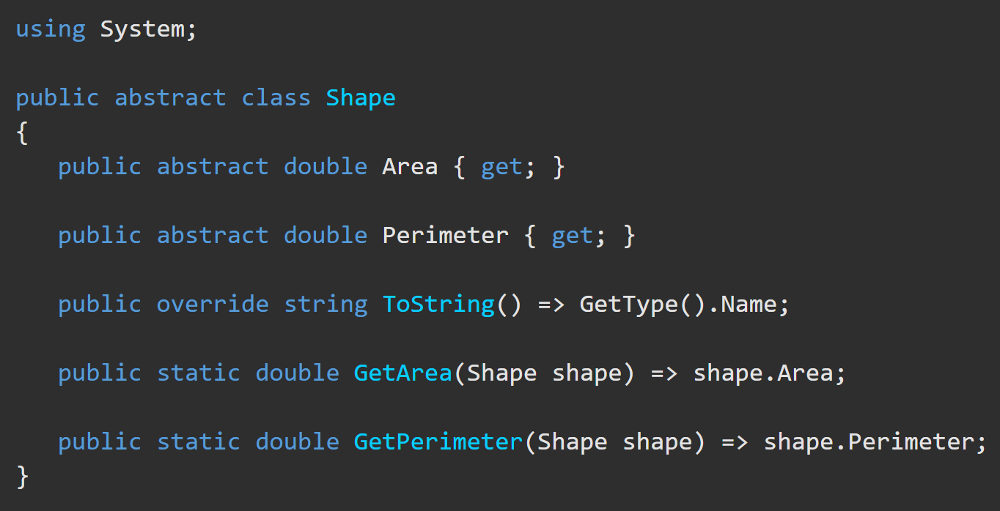 using System;
public abstract class Shape
{
public abstract double Area { get; }
public abstract double Perimeter { get; }
public override string ToString() => GetType().Name;
public static double GetArea(Shape shape) => shape.Area;
public static double GetPerimeter(Shape shape) => shape.Perimeter;
}